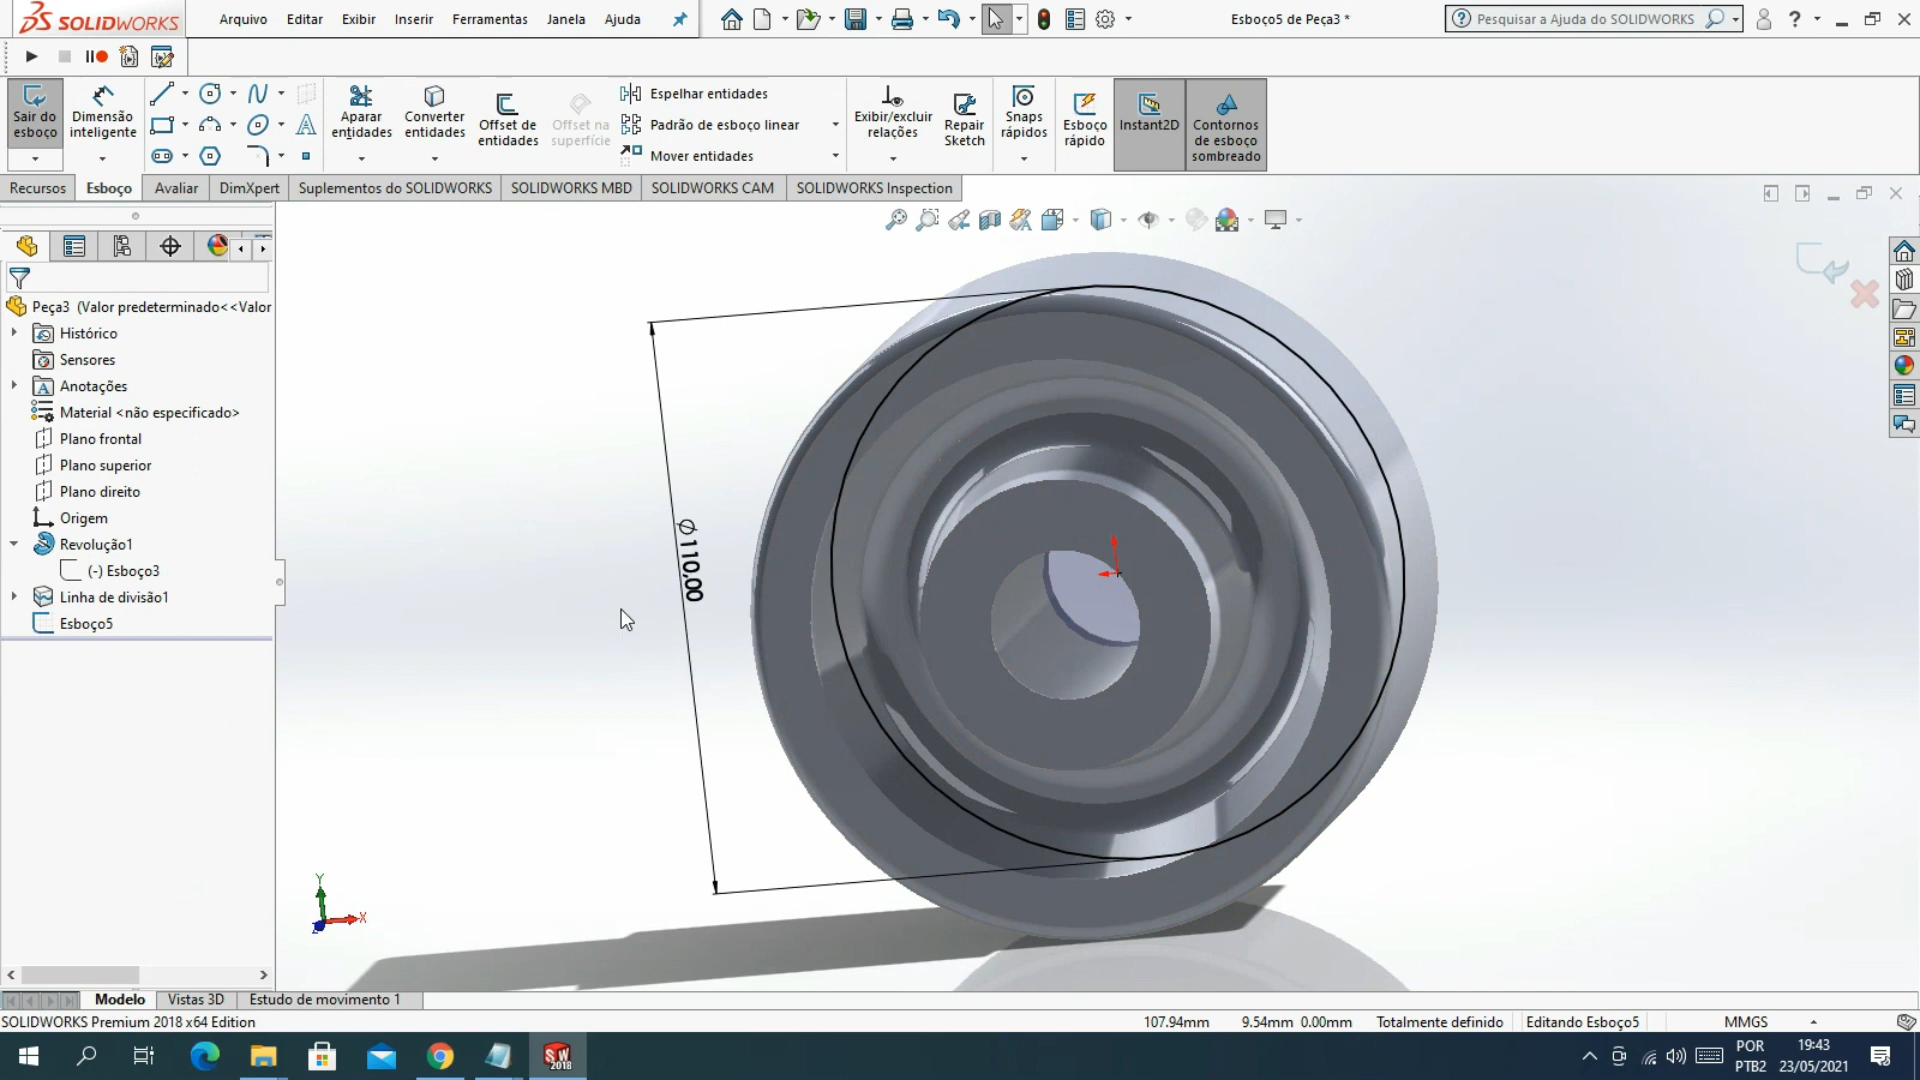 SOLIDWORKS
Arquivo Editar Exibir Inserir Ferramentas Janela Ajuda
Esboço5 de Peça3 *
Pesquisar a Ajuda do SOLIDWORKS
Sair do esboço
Dimensão inteligente
Aparar entidades
Converter entidades
Offset de entidades
Offset na superfície
Espelhar entidades
Padrão de esboço linear
Mover entidades
Exibir/excluir relações
Repair Sketch
Snaps rápidos
Esboço rápido
Instant2D
Contornos de esboço sombreado
Recursos Esboço Avaliar DimXpert Suplementos do SOLIDWORKS SOLIDWORKS MBD SOLIDWORKS CAM SOLIDWORKS Inspection
Peça3 (Valor predeterminado<<Valor
Histórico
Sensores
Anotações
Material <não especificado>
Plano frontal
Plano superior
Plano direito
Origem
Revolução1
(-) Esboço3
Linha de divisão1
Esboço5
∅110,00
Y
X
Z
Modelo Vistas 3D Estudo de movimento 1
SOLIDWORKS Premium 2018 x64 Edition
107.94mm 9.54mm 0.00mm Totalmente definido Editando Esboço5 MMGS
SW 2018
POR
PTB2
19:43
23/05/2021